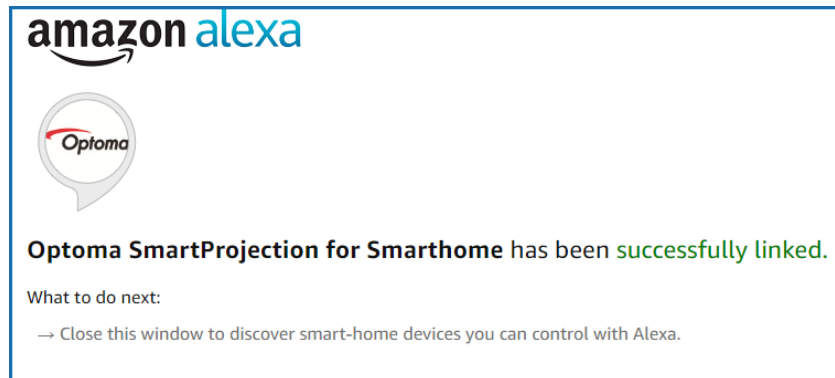 amazon alexa
Optoma
Optoma SmartProjection for Smarthome has been successfully linked.
What to do next:
→ Close this window to discover smart-home devices you can control with Alexa.